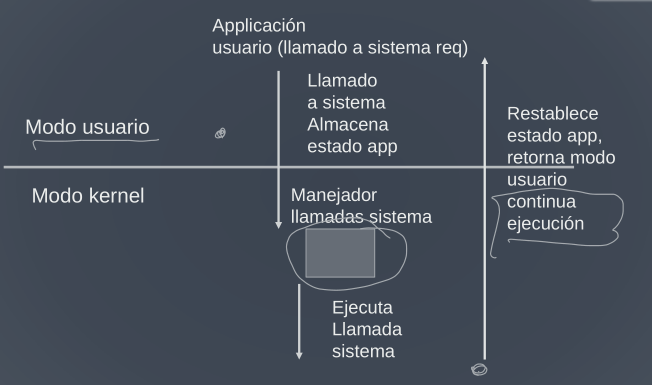 Applicación
usuario (llamado a sistema req)
Llamado
a sistema
Almacena
estado app
Restablece
estado app,
retorna modo
usuario
continua
ejecución
Modo usuario
Modo kernel
Manejador
llamadas sistema
Ejecuta
Llamada
sistema